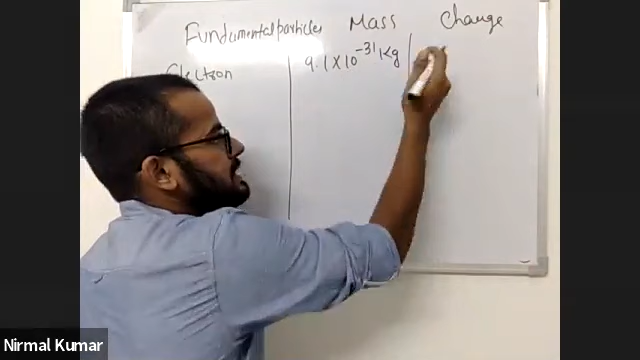 Fundamental particles Mass Change
Electron 9.1 x 10⁻³¹ Kg
Nirmal Kumar